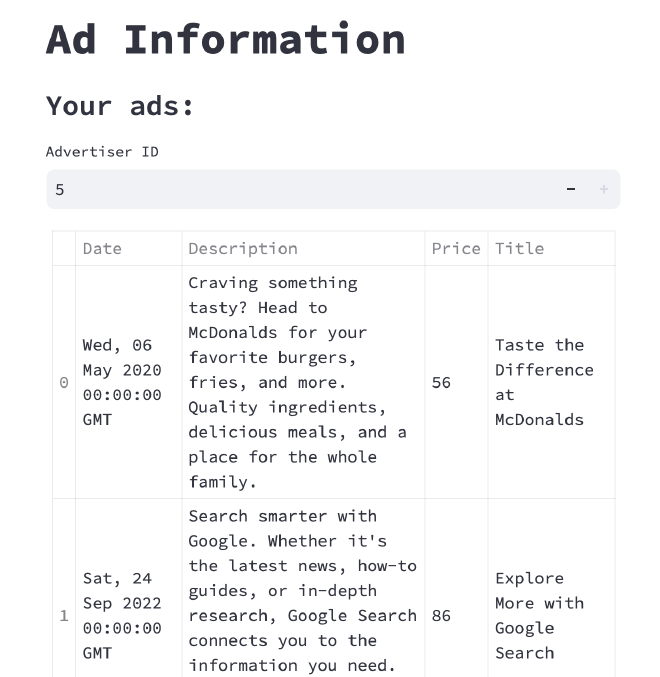 Ad Information
Your ads:
Advertiser ID
5
Date Description Price Title
0
Wed, 06
May 2020
00:00:00
GMT
Craving something
tasty? Head to
McDonalds for your
favorite burgers,
fries, and more.
Quality ingredients,
delicious meals, and a
place for the whole
family.
56
Taste the
Difference
at
McDonalds
1
Sat, 24
Sep 2022
00:00:00
GMT
Search smarter with
Google. Whether it's
the latest news, how-to
guides, or in-depth
research, Google Search
connects you to the
information you need.
86
Explore
More with
Google
Search